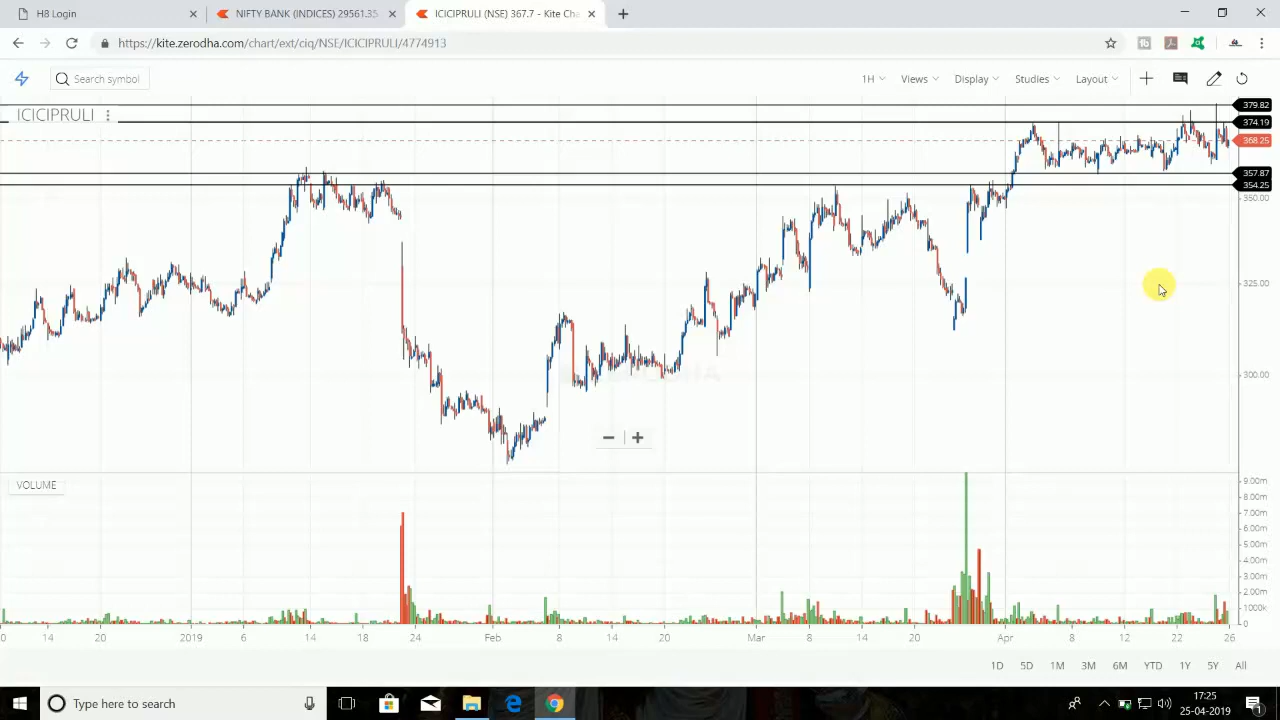 H8 Login
NIFTY BANK (INDICES) 29561.35
ICICIPRULI (NSE) 367.7 - Kite Cha
https://kite.zerodha.com/chart/ext/ciq/NSE/ICICIPRULI/4774913
Search symbol
1H
Views
Display
Studies
Layout
ICICIPRULI
379.82
374.19
368.25
357.87
354.25
350.00
325.00
300.00
ZERODHA
VOLUME
9.00m
8.00m
7.00m
6.00m
5.00m
4.00m
3.00m
2.00m
1000k
0
0 14 20 2019 6 14 18 24 Feb 8 14 20 Mar 8 14 20 Apr 8 12 22 26
1D 5D 1M 3M 6M YTD 1Y 5Y All
Type here to search
17:25
25-04-2019
1